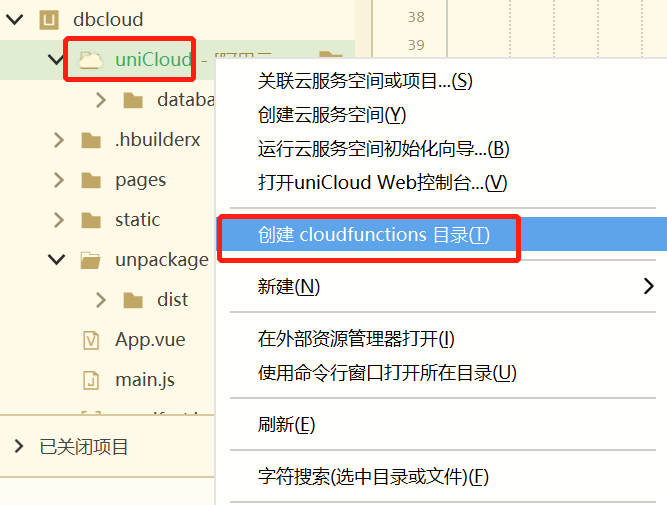 dbcloud
38
39
uniCloud
databa
.hbuilderx
pages
static
unpackage
dist
App.vue
main.js
已关闭项目
关联云服务空间或项目...(S)
创建云服务空间(Y)
运行云服务空间初始化向导...(B)
打开uniCloud Web控制台...(V)
创建 cloudfunctions 目录(T)
新建(N)
在外部资源管理器打开(I)
使用命令行窗口打开所在目录(U)
刷新(E)
字符搜索(选中目录或文件)(F)